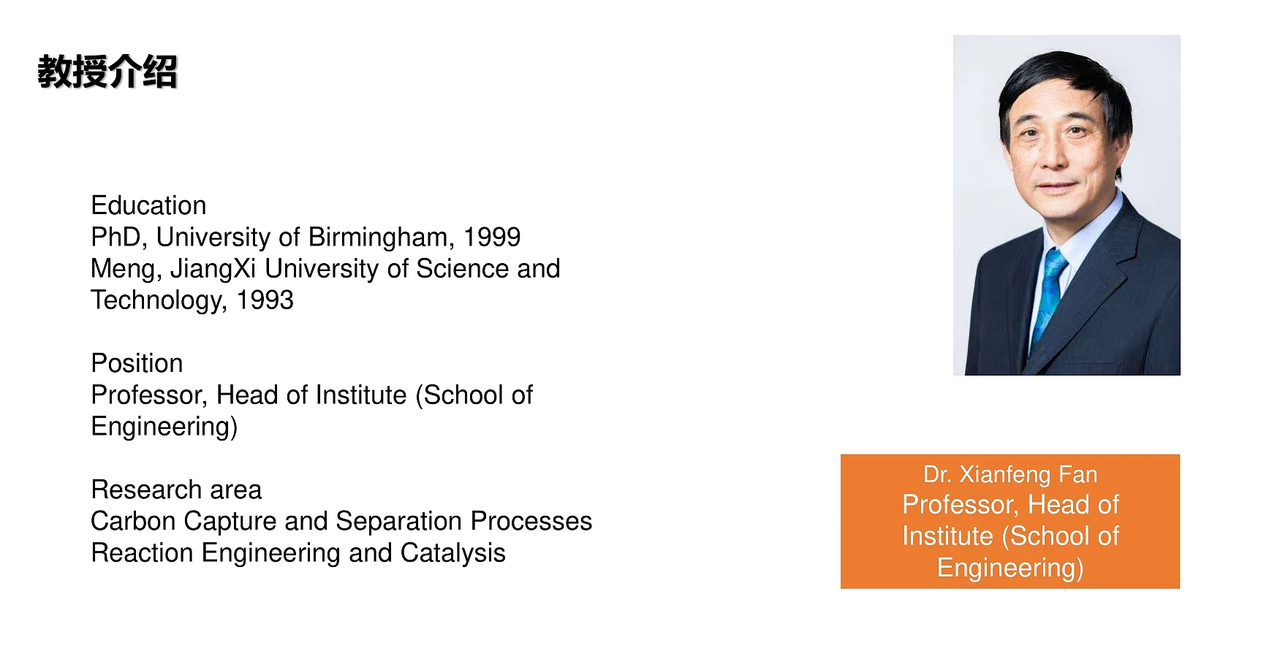 教授介绍
Education
PhD, University of Birmingham, 1999
Meng, JiangXi University of Science and
Technology, 1993
Position
Professor, Head of Institute (School of
Engineering)
Research area
Carbon Capture and Separation Processes
Reaction Engineering and Catalysis
Dr. Xianfeng Fan
Professor, Head of
Institute (School of
Engineering)